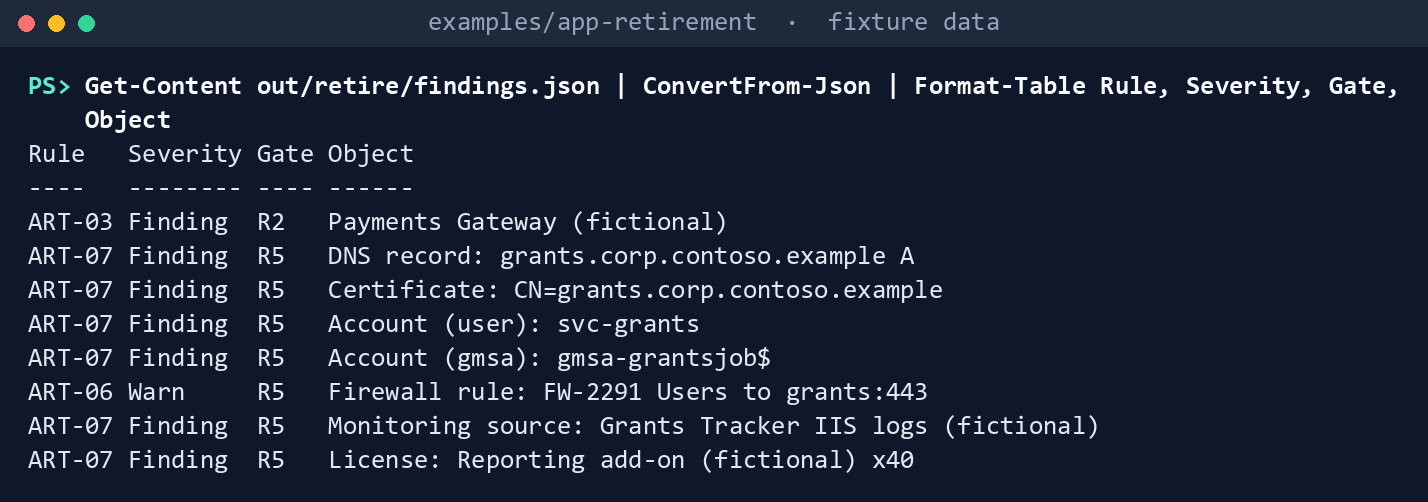 examples/app-retirement · fixture data
PS> Get-Content out/retire/findings.json | ConvertFrom-Json | Format-Table Rule, Severity, Gate,
Object
Rule Severity Gate Object
---- -------- ---- ------
ART-03 Finding R2 Payments Gateway (fictional)
ART-07 Finding R5 DNS record: grants.corp.contoso.example A
ART-07 Finding R5 Certificate: CN=grants.corp.contoso.example
ART-07 Finding R5 Account (user): svc-grants
ART-07 Finding R5 Account (gmsa): gmsa-grantsjob$
ART-06 Warn R5 Firewall rule: FW-2291 Users to grants:443
ART-07 Finding R5 Monitoring source: Grants Tracker IIS logs (fictional)
ART-07 Finding R5 License: Reporting add-on (fictional) x40